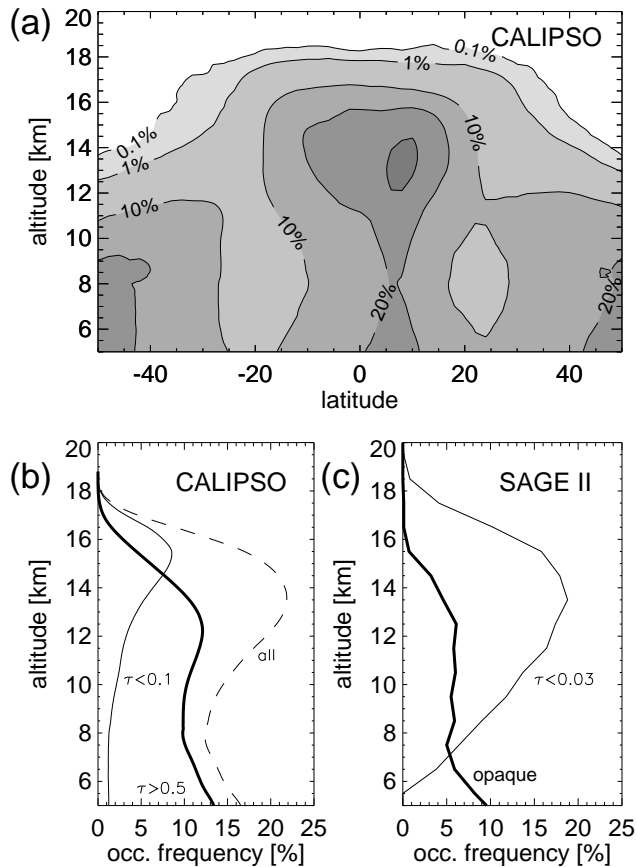 (a)
CALIPSO
20
18
16
14
12
10
8
6
altitude [km]
0.1%
1%
10%
10%
20%
0.1%
1%
10%
20%
-40 -20 0 20 40
latitude
(b)
CALIPSO
20
18
16
14
12
10
8
6
altitude [km]
all
τ<0.1
τ>0.5
0 5 10 15 20 25
occ. frequency [%]
(c)
SAGE II
20
18
16
14
12
10
8
6
altitude [km]
τ<0.03
opaque
0 5 10 15 20 25
occ. frequency [%]